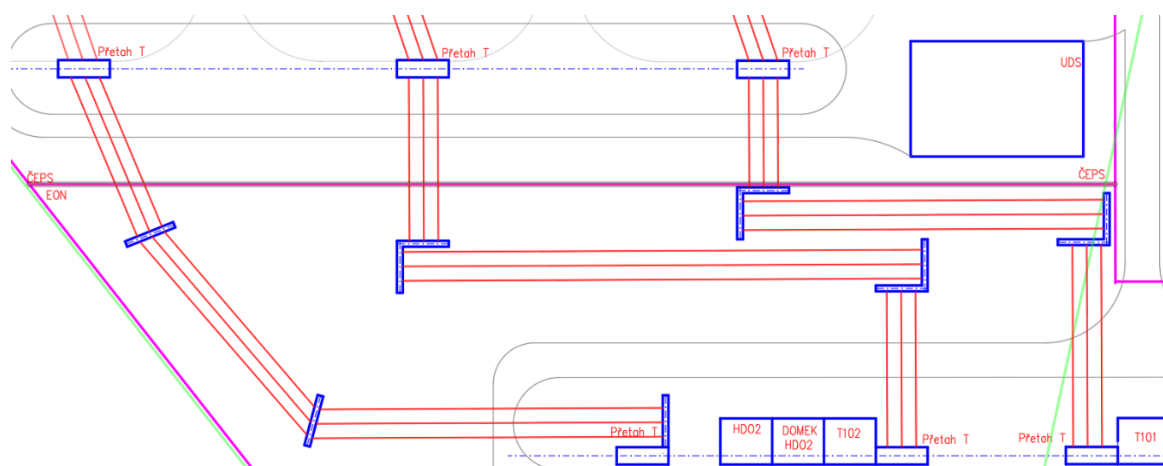 Přetah T
Přetah T
Přetah T
UDS
ČEPS
ČEPS
EON
Přetah T
HDO2
DOMEK
HDO2
T102
Přetah T
Přetah T
T101